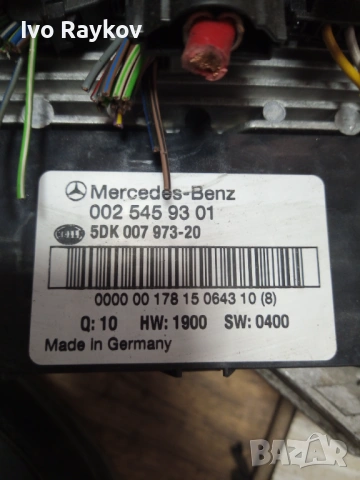 Ivo Raykov
Mercedes-Benz
002 545 93 01
HELLA
5DK 007 973-20
0000 00 178 15 0643 10 (8)
Q: 10 HW: 1900 SW: 0400
Made in Germany
BAZAR